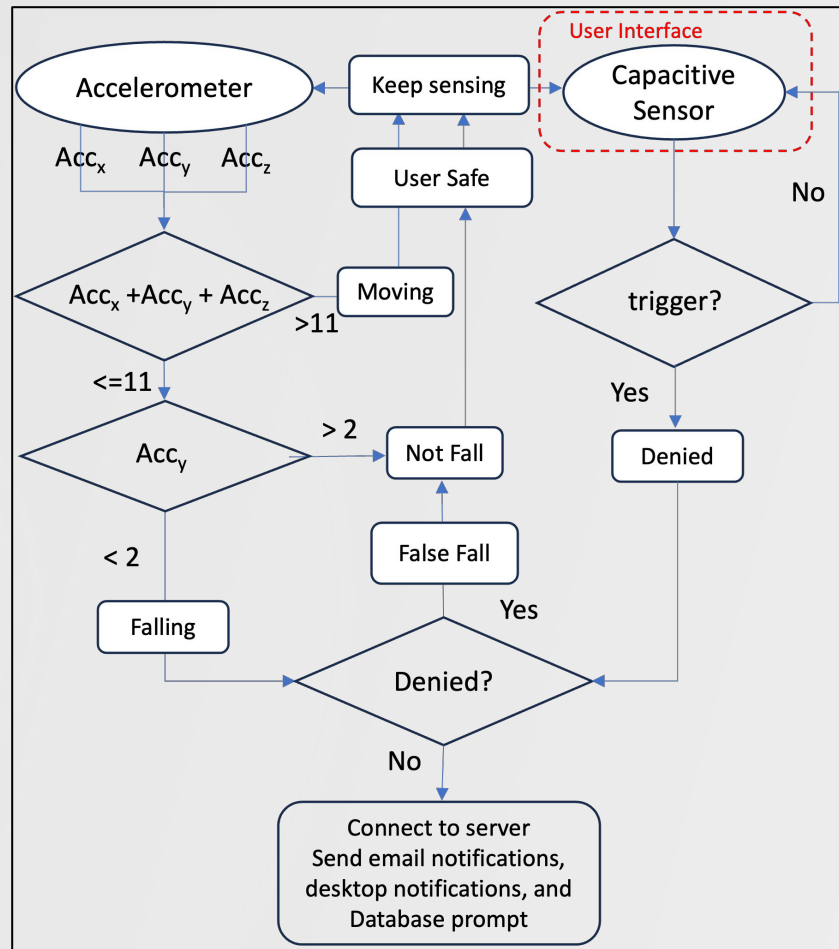 User Interface
Accelerometer
Keep sensing
Capacitive
Sensor
Accx
Accy
Accz
User Safe
No
Accx +Accy + Accz
>11
Moving
trigger?
<=11
Yes
Accy
> 2
Not Fall
Denied
< 2
False Fall
Falling
Yes
Denied?
No
Connect to server
Send email notifications,
desktop notifications, and
Database prompt